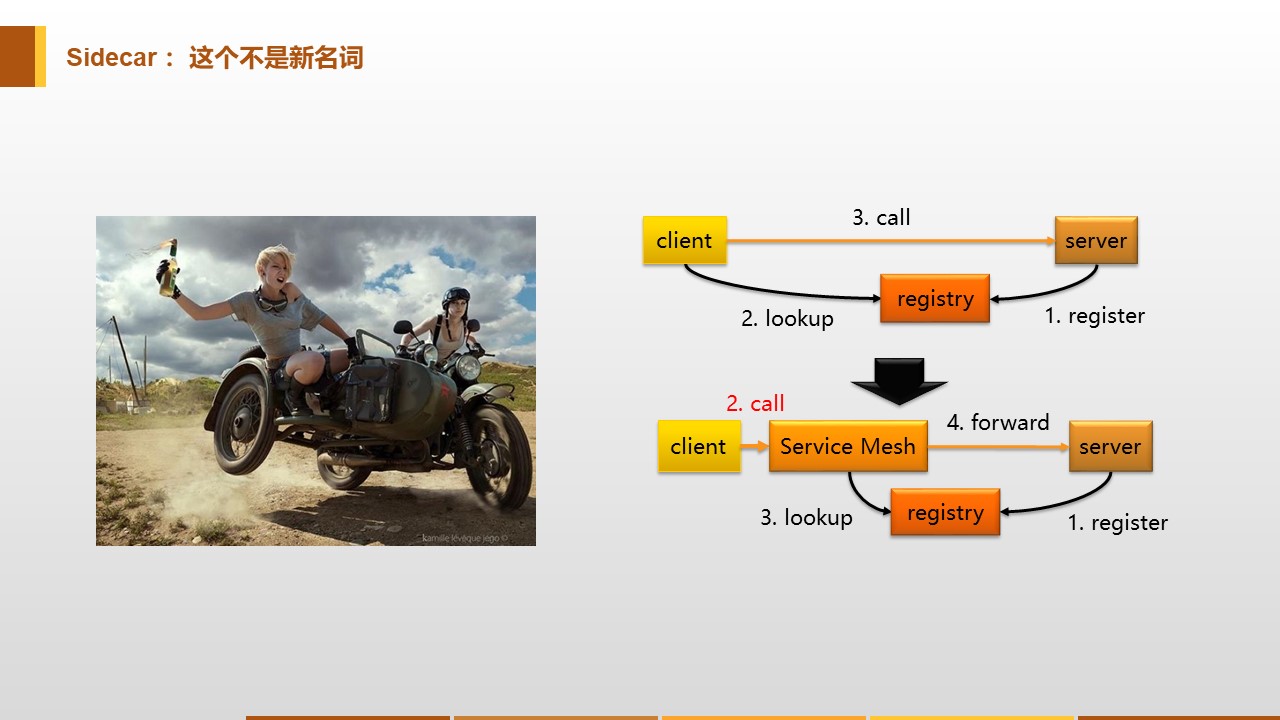 Sidecar： 这个不是新名词
3. call
client
server
registry
2. lookup
1. register
2. call
4. forward
client
Service Mesh
server
registry
3. lookup
1. register
kamille lévêque jégo ©